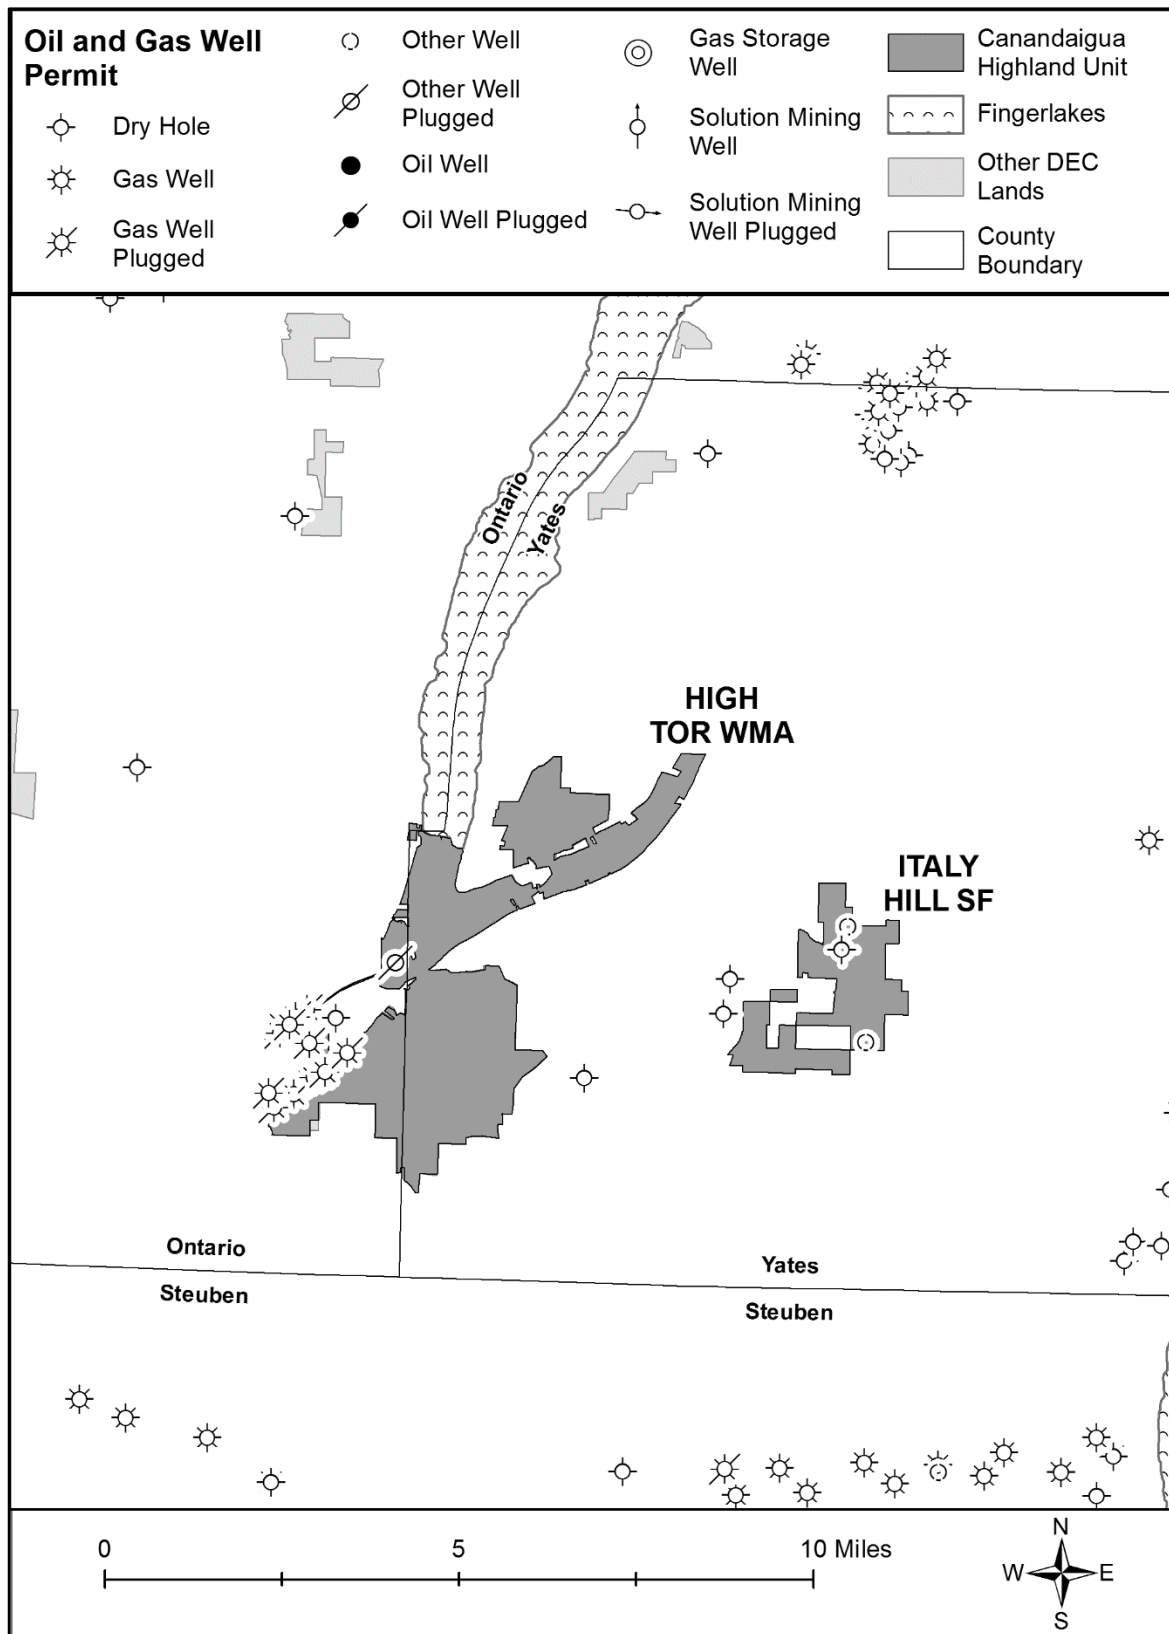 Oil and Gas Well
Permit
Dry Hole
Gas Well
Gas Well
Plugged
Other Well
Other Well
Plugged
Oil Well
Oil Well Plugged
Gas Storage
Well
Solution Mining
Well
Solution Mining
Well Plugged
Canandaigua
Highland Unit
Fingerlakes
Other DEC
Lands
County
Boundary
Ontario
Yates
HIGH
TOR WMA
ITALY
HILL SF
Ontario
Yates
Steuben
Steuben
0
5
10 Miles
N
W
E
S